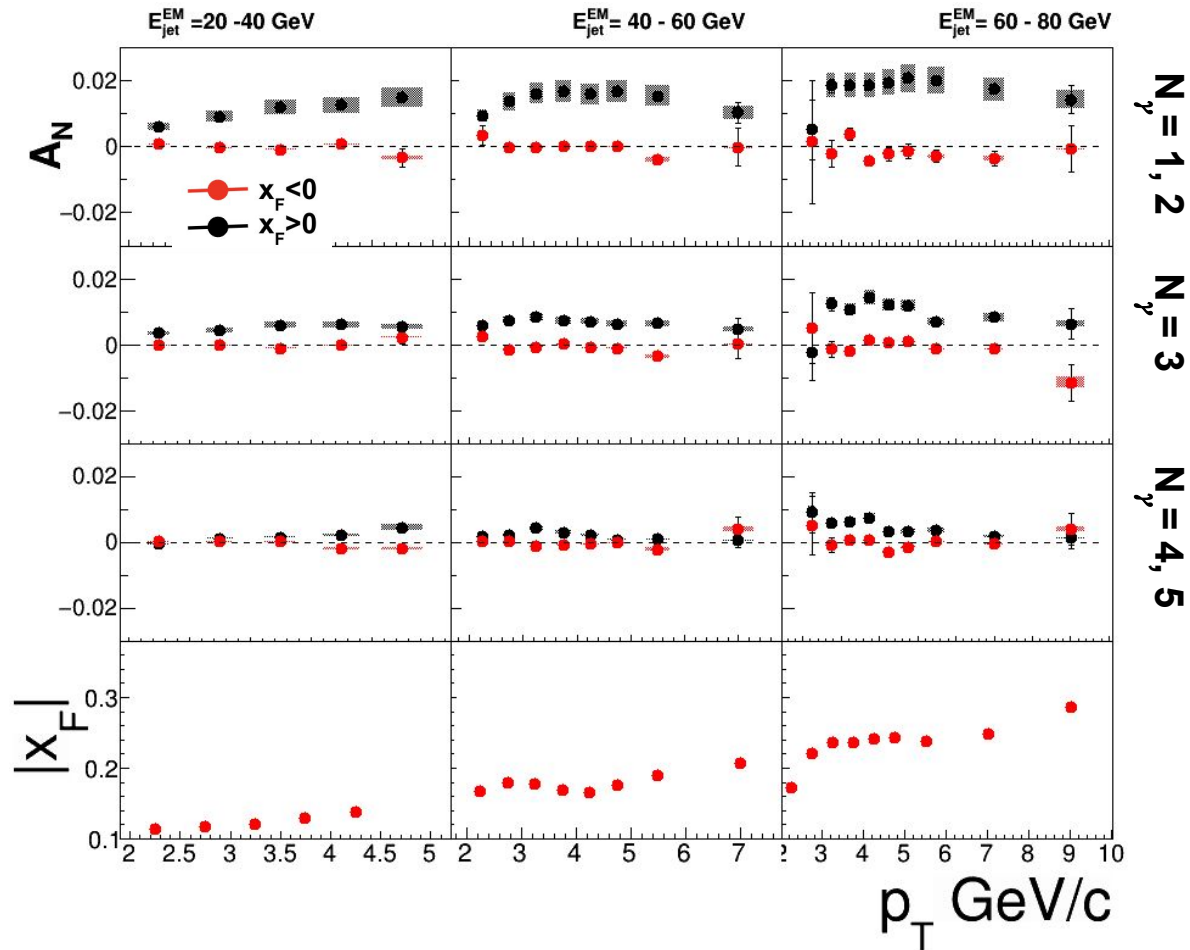 E_jet^EM =20 -40 GeV
E_jet^EM = 40 - 60 GeV
E_jet^EM = 60 - 80 GeV
A_N
0.02
0
−0.02
x_F<0
x_F>0
N_γ = 1, 2
0.02
0
−0.02
N_γ = 3
0.02
0
−0.02
N_γ = 4, 5
|x_F|
0.3
0.2
0.1
2 2.5 3 3.5 4 4.5 5
2 3 4 5 6 7
2 3 4 5 6 7 8 9 10
p_T GeV/c